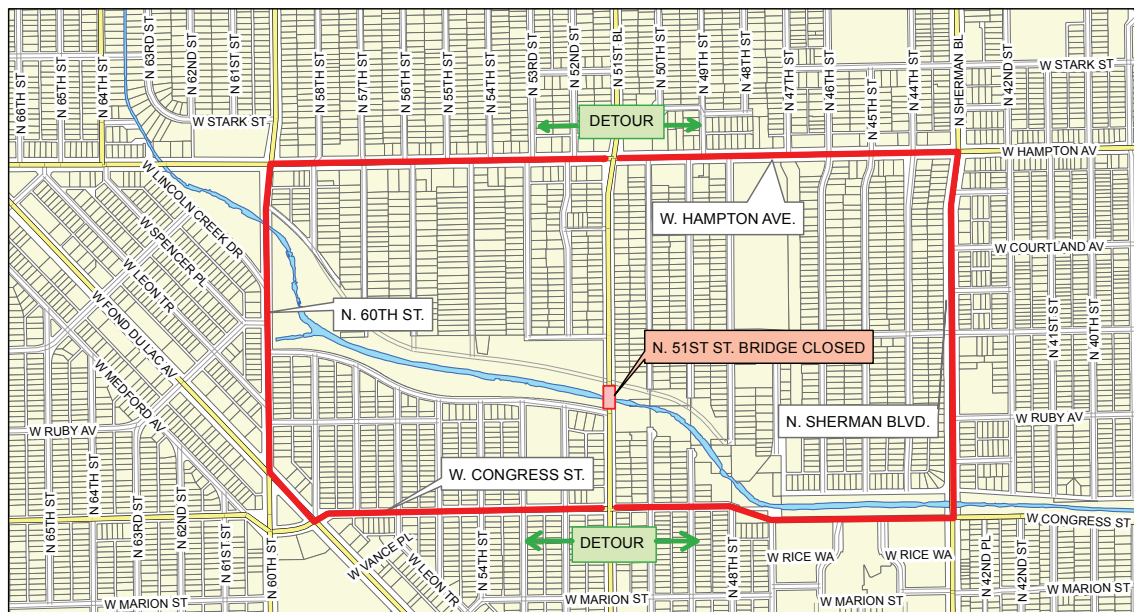 N 66TH ST
N 65TH ST
N 64TH ST
N 63RD ST
N 62ND ST
N 61ST ST
N 58TH ST
N 57TH ST
N 56TH ST
N 55TH ST
N 54TH ST
N 53RD ST
N 52ND ST
N 51ST BL
N 50TH ST
N 49TH ST
N 48TH ST
N 47TH ST
N 46TH ST
N 45TH ST
N 44TH ST
N SHERMAN BL
N 42ND ST
W STARK ST
W STARK ST
DETOUR
W HAMPTON AV
W LINCOLN CREEK DR
W. HAMPTON AVE.
W SPENCER PL
W COURTLAND AV
W LEON TR
W FOND DU LAC AV
N. 60TH ST.
N 41ST ST
N 40TH ST
N. 51ST ST. BRIDGE CLOSED
W MEDFORD AV
W RUBY AV
N. SHERMAN BLVD.
W RUBY AV
W. CONGRESS ST.
N 65TH ST
N 64TH ST
N 63RD ST
N 62ND ST
N 61ST ST
N 60TH ST
W VANCE PL
W LEON TR
N 54TH ST
DETOUR
N 48TH ST
W CONGRESS ST
W RICE WA
W RICE WA
N 42ND PL
N 42ND ST
W MARION ST
W MARION ST
W MARION ST
W MARION ST